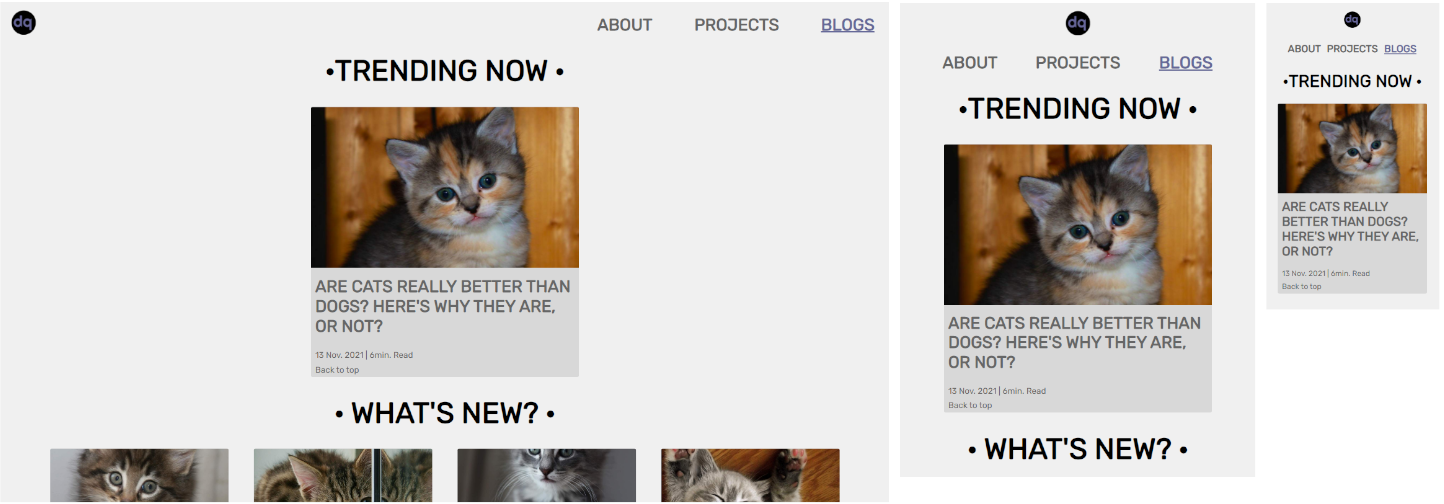 dq
ABOUT PROJECTS BLOGS
•TRENDING NOW •
ARE CATS REALLY BETTER THAN
DOGS? HERE'S WHY THEY ARE,
OR NOT?
13 Nov. 2021 | 6min. Read
Back to top
• WHAT'S NEW? •
dq
ABOUT PROJECTS BLOGS
•TRENDING NOW •
ARE CATS REALLY BETTER THAN
DOGS? HERE'S WHY THEY ARE,
OR NOT?
13 Nov. 2021 | 6min. Read
Back to top
• WHAT'S NEW? •
dq
ABOUT PROJECTS BLOGS
•TRENDING NOW •
ARE CATS REALLY
BETTER THAN DOGS?
HERE'S WHY THEY ARE,
OR NOT?
13 Nov. 2021 | 6min. Read
Back to top